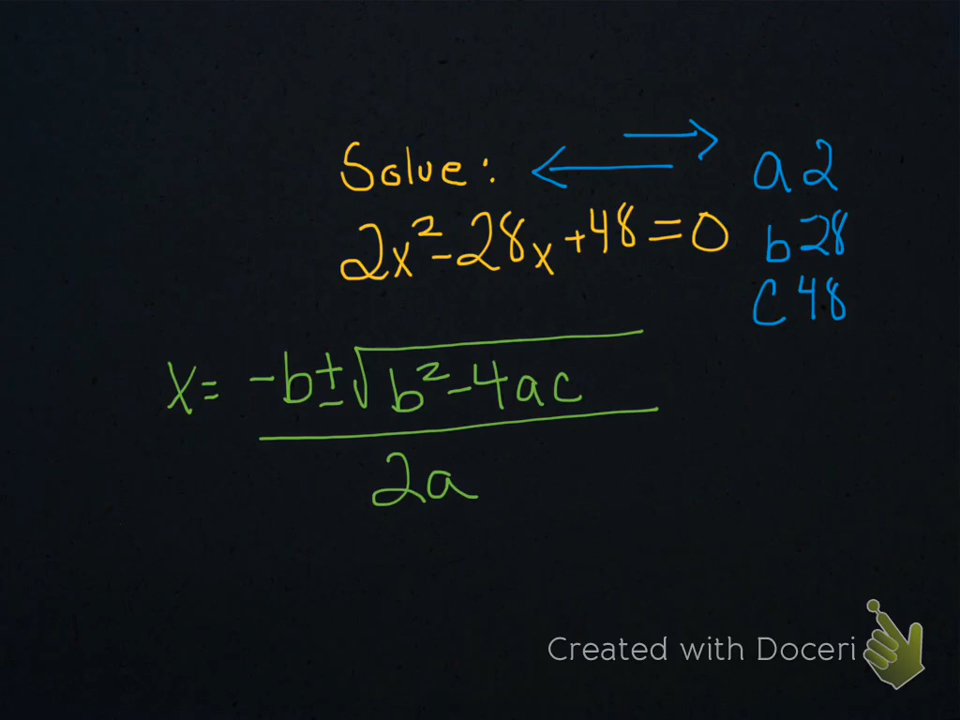 Solve:
2x²-28x+48=0
a 2
b 28
c 48
x= -b±√b²-4ac
2a
Created with Doceri